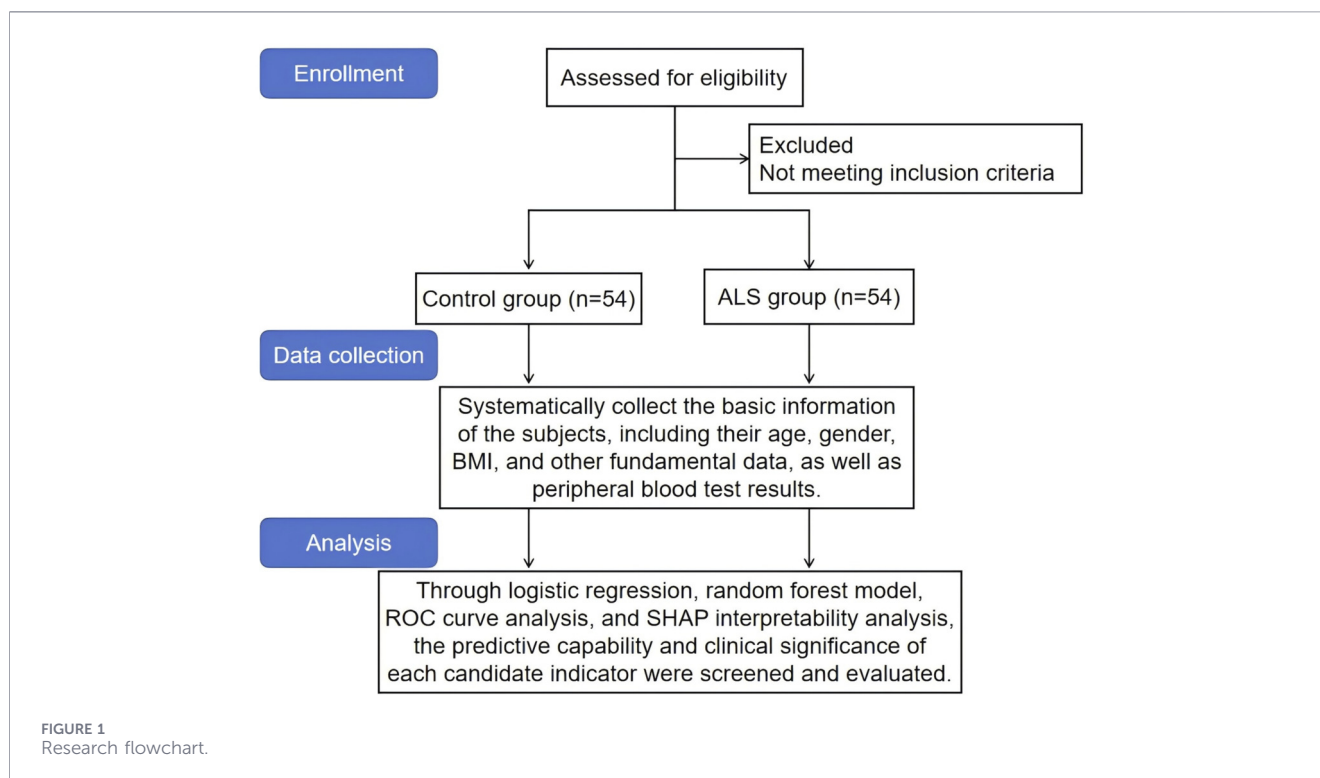 Enrollment
Assessed for eligibility
Excluded
Not meeting inclusion criteria
Control group (n=54)
ALS group (n=54)
Data collection
Systematically collect the basic information
of the subjects, including their age, gender,
BMI, and other fundamental data, as well as
peripheral blood test results.
Analysis
Through logistic regression, random forest model,
ROC curve analysis, and SHAP interpretability analysis,
the predictive capability and clinical significance of
each candidate indicator were screened and evaluated.
FIGURE 1
Research flowchart.